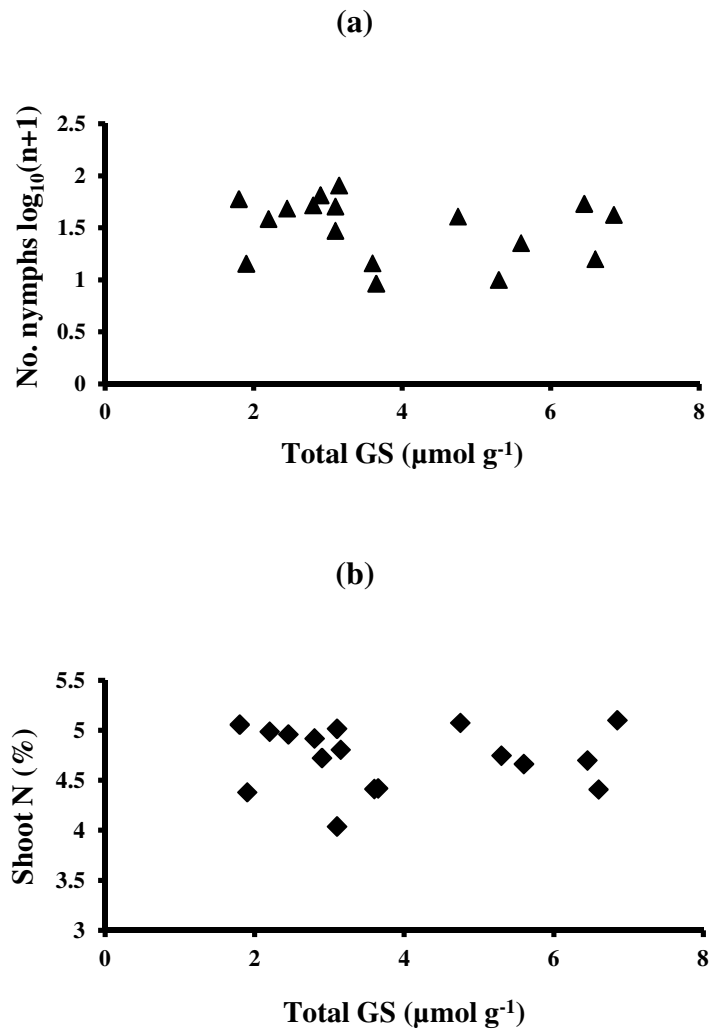 (a)
No. nymphs log₁₀(n+1)
2.5
2
1.5
1
0.5
0
0 2 4 6 8
Total GS (µmol g⁻¹)
(b)
Shoot N (%)
5.5
5
4.5
4
3.5
3
0 2 4 6 8
Total GS (µmol g⁻¹)